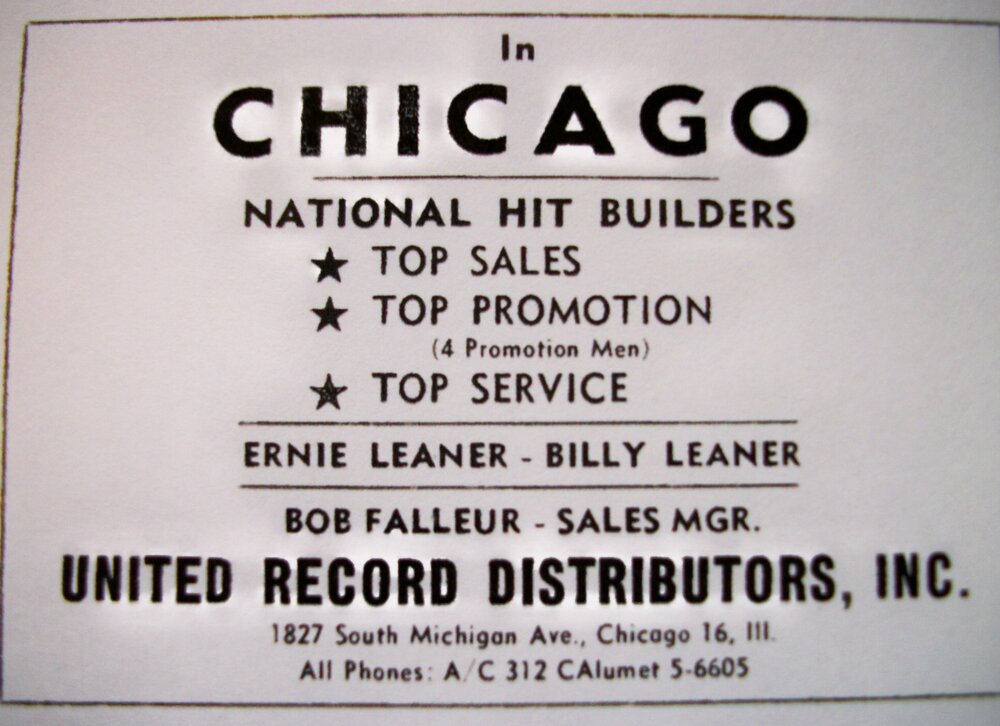 In
CHICAGO
NATIONAL HIT BUILDERS
★ TOP SALES
★ TOP PROMOTION
(4 Promotion Men)
★ TOP SERVICE
ERNIE LEANER - BILLY LEANER
BOB FALLEUR - SALES MGR.
UNITED RECORD DISTRIBUTORS, INC.
1827 South Michigan Ave., Chicago 16, Ill.
All Phones: A/C 312 CAlumet 5-6605